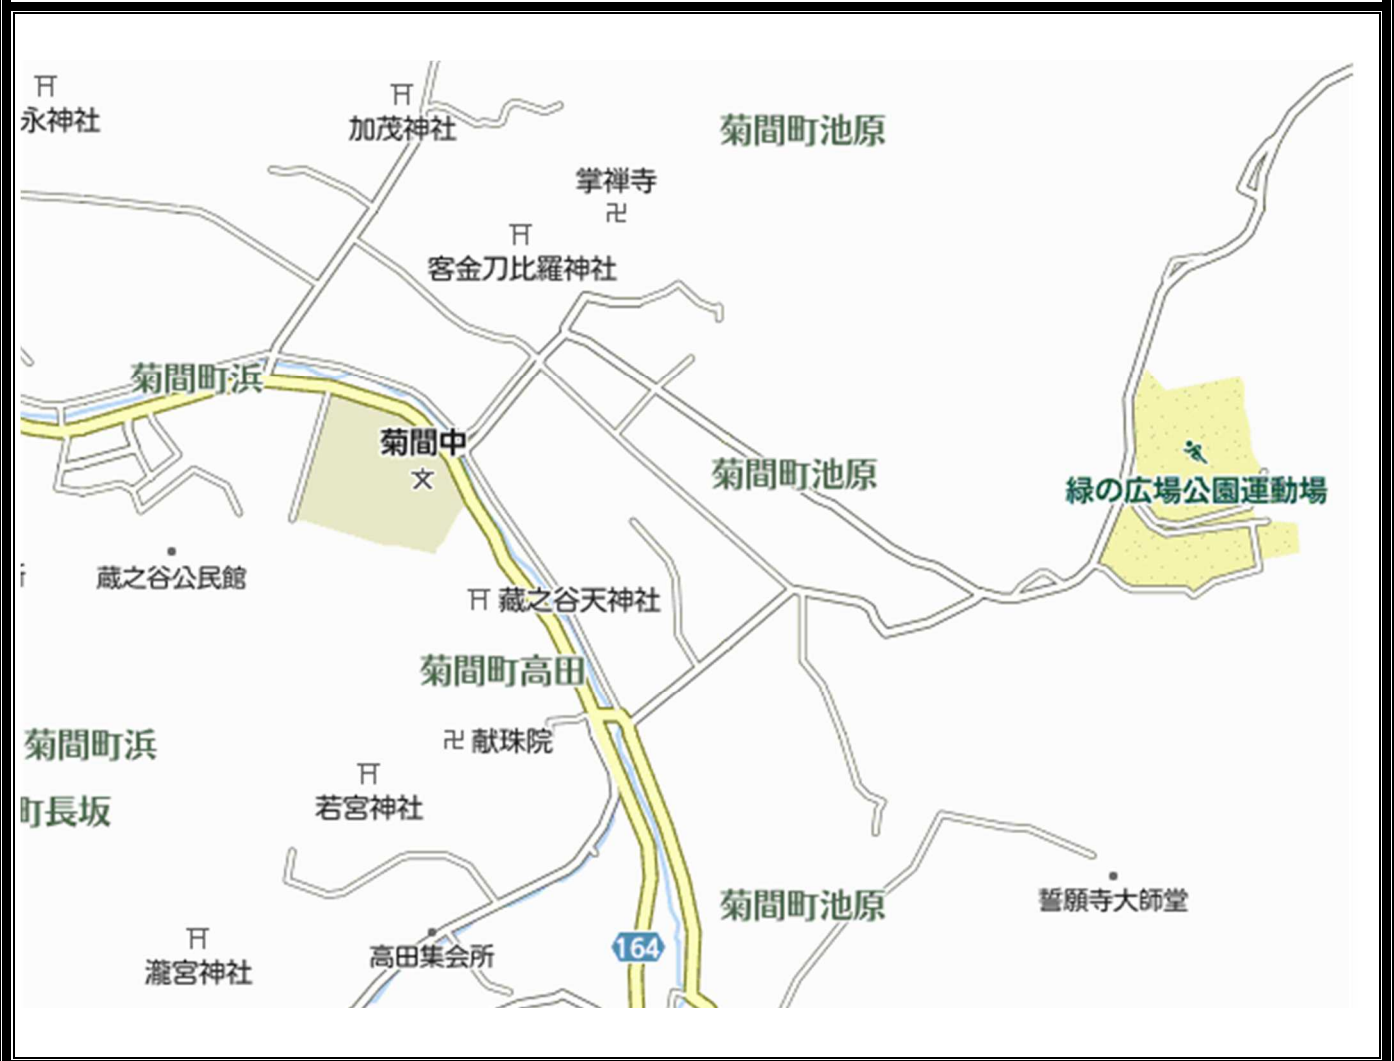 永神社
加茂神社
菊間町池原
掌禅寺
客金刀比羅神社
菊間町浜
菊間中
菊間町池原
緑の広場公園運動場
蔵之谷公民館
蔵之谷天神社
菊間町高田
献珠院
菊間町浜
若宮神社
町長坂
菊間町池原
誓願寺大師堂
164
高田集会所
瀧宮神社